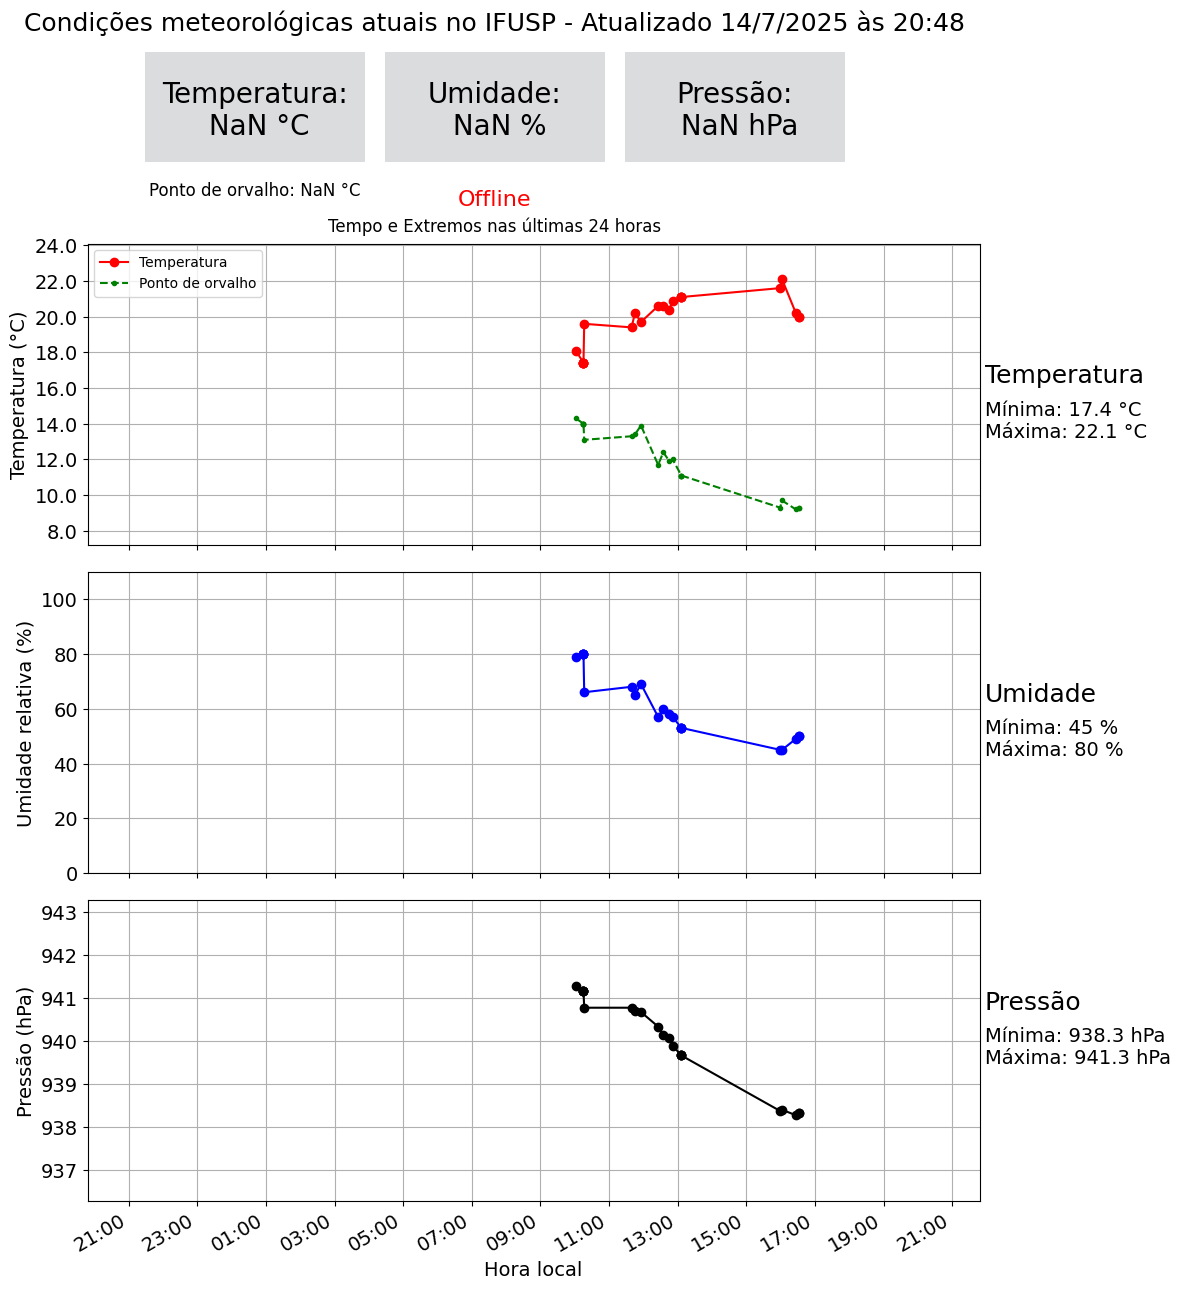 Condições meteorológicas atuais no IFUSP - Atualizado 14/7/2025 às 20:48
Temperatura:
NaN °C
Umidade:
NaN %
Pressão:
NaN hPa
Ponto de orvalho: NaN °C
Offline
Tempo e Extremos nas últimas 24 horas
24.0
22.0
20.0
18.0
16.0
14.0
12.0
10.0
8.0
Temperatura (°C)
Temperatura
Ponto de orvalho
Temperatura
Mínima: 17.4 °C
Máxima: 22.1 °C
100
80
60
40
20
0
Umidade relativa (%)
Umidade
Mínima: 45 %
Máxima: 80 %
943
942
941
940
939
938
937
Pressão (hPa)
Pressão
Mínima: 938.3 hPa
Máxima: 941.3 hPa
21:00
23:00
01:00
03:00
05:00
07:00
09:00
11:00
13:00
15:00
17:00
19:00
21:00
Hora local